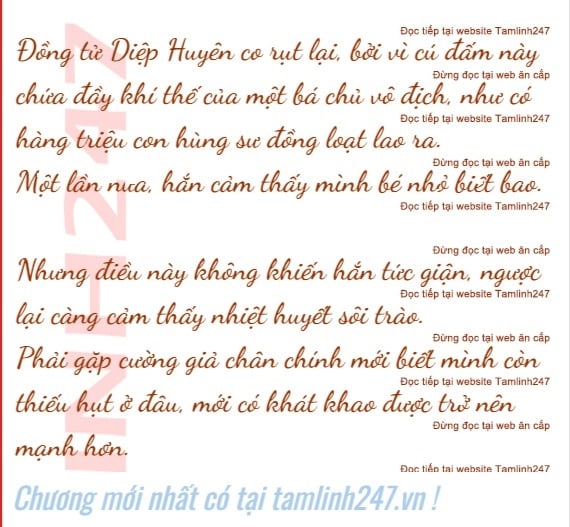 Đọc tiếp tại website Tamlinh247
Đồng tử Diệp Huyên co rụt lại, bởi vì cú đấm này
Đừng đọc tại web ăn cắp
chứa đầy khí thế của một bá chủ vô địch, như có
Đọc tiếp tại website Tamlinh247
hàng triệu con hùng sư đồng loạt lao ra.
Đừng đọc tại web ăn cắp
Một lần nưa, hắn cảm thấy mình bé nhỏ biết bao.
Đọc tiếp tại website Tamlinh247
Đừng đọc tại web ăn cắp
Nhưng điều này không khiến hắn tức giận, ngược
Đọc tiếp tại website Tamlinh247
lại càng cảm thấy nhiệt huyết sôi trào.
Đừng đọc tại web ăn cắp
Phải gặp cường giả chân chính mới biết mình còn
Đọc tiếp tại website Tamlinh247
thiếu hụt ở đâu, mới có khát khao được trở nên
Đừng đọc tại web ăn cắp
mạnh hơn.
Đọc tiếp tại website Tamlinh247
INH247
Chương mới nhất có tại tamlinh247.vn !